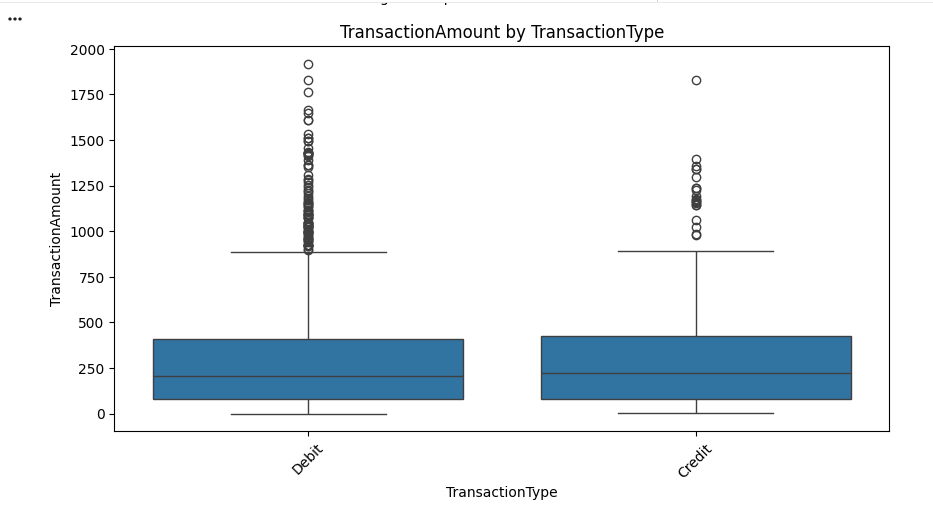 TransactionAmount by TransactionType
2000
1750
1500
1250
1000
750
500
250
0
TransactionAmount
Debit
Credit
TransactionType